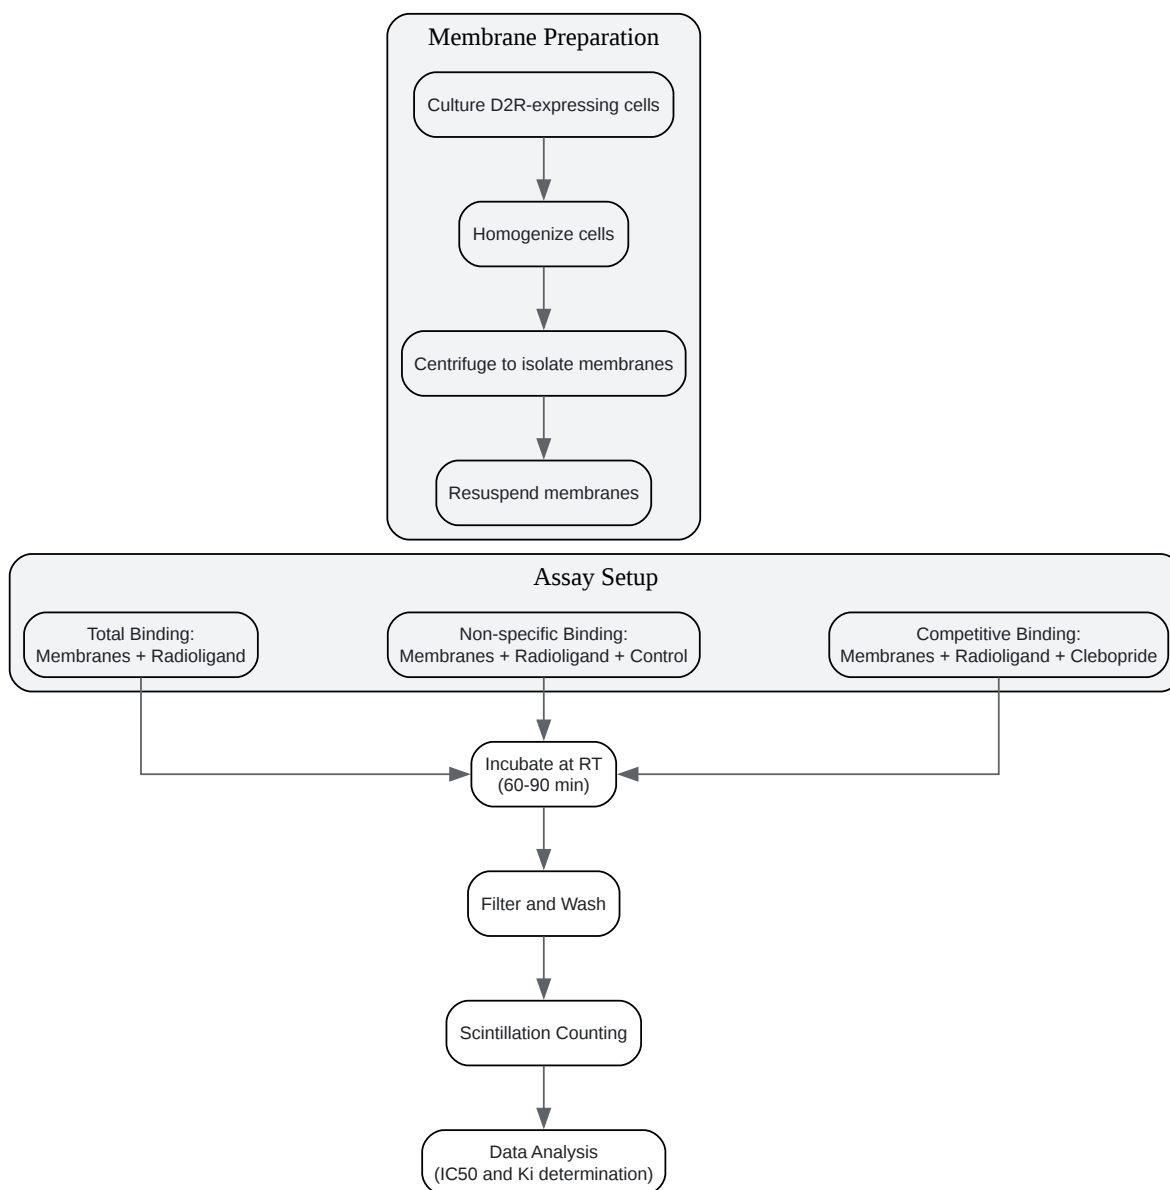 Membrane Preparation
Culture D2R-expressing cells
Homogenize cells
Centrifuge to isolate membranes
Resuspend membranes
Assay Setup
Total Binding:
Membranes + Radioligand
Non-specific Binding:
Membranes + Radioligand + Control
Competitive Binding:
Membranes + Radioligand + Clebopride
Incubate at RT
(60-90 min)
Filter and Wash
Scintillation Counting
Data Analysis
(IC50 and Ki determination)